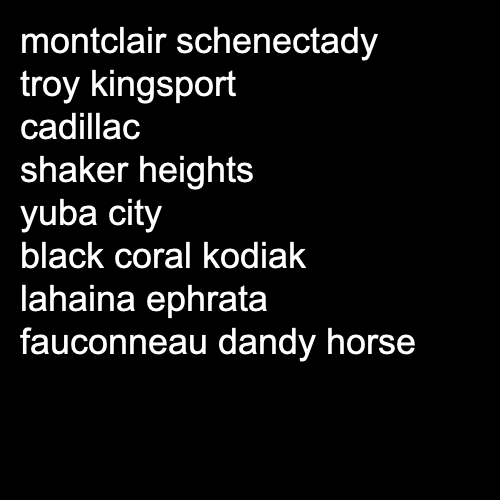 montclair schenectady
troy kingsport
cadillac
shaker heights
yuba city
black coral kodiak
lahaina ephrata
fauconneau dandy horse